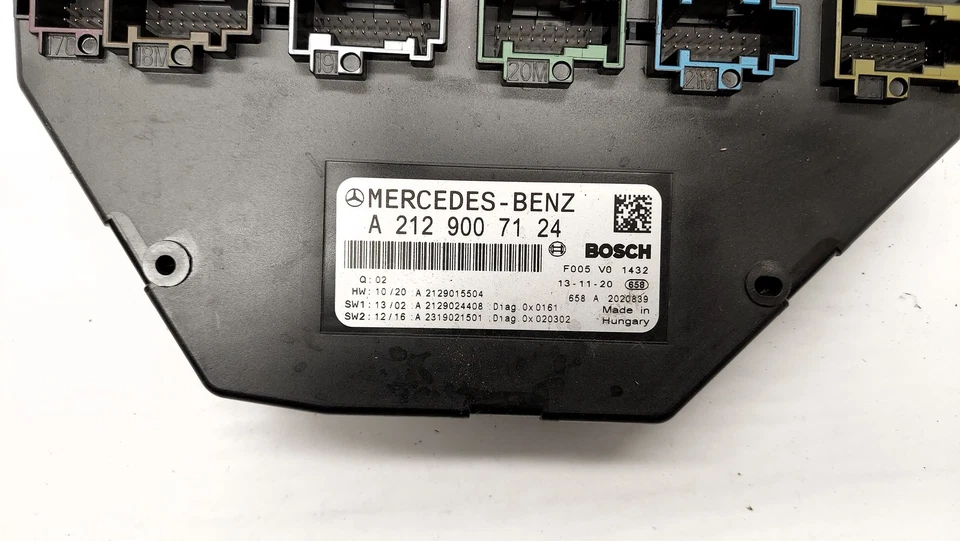 18M
19L
20M
21M
MERCEDES-BENZ
A 212 900 71 24
BOSCH
F005 V0 1432
Q: 02
13-11-20 658
HW: 10/20 : A 2129015504
658 A 2020839
SW1: 13/02 : A 2129024408 : Diag.0x0161
Made in
SW2: 12/16 : A 2319021501 : Diag.0x020302
Hungary